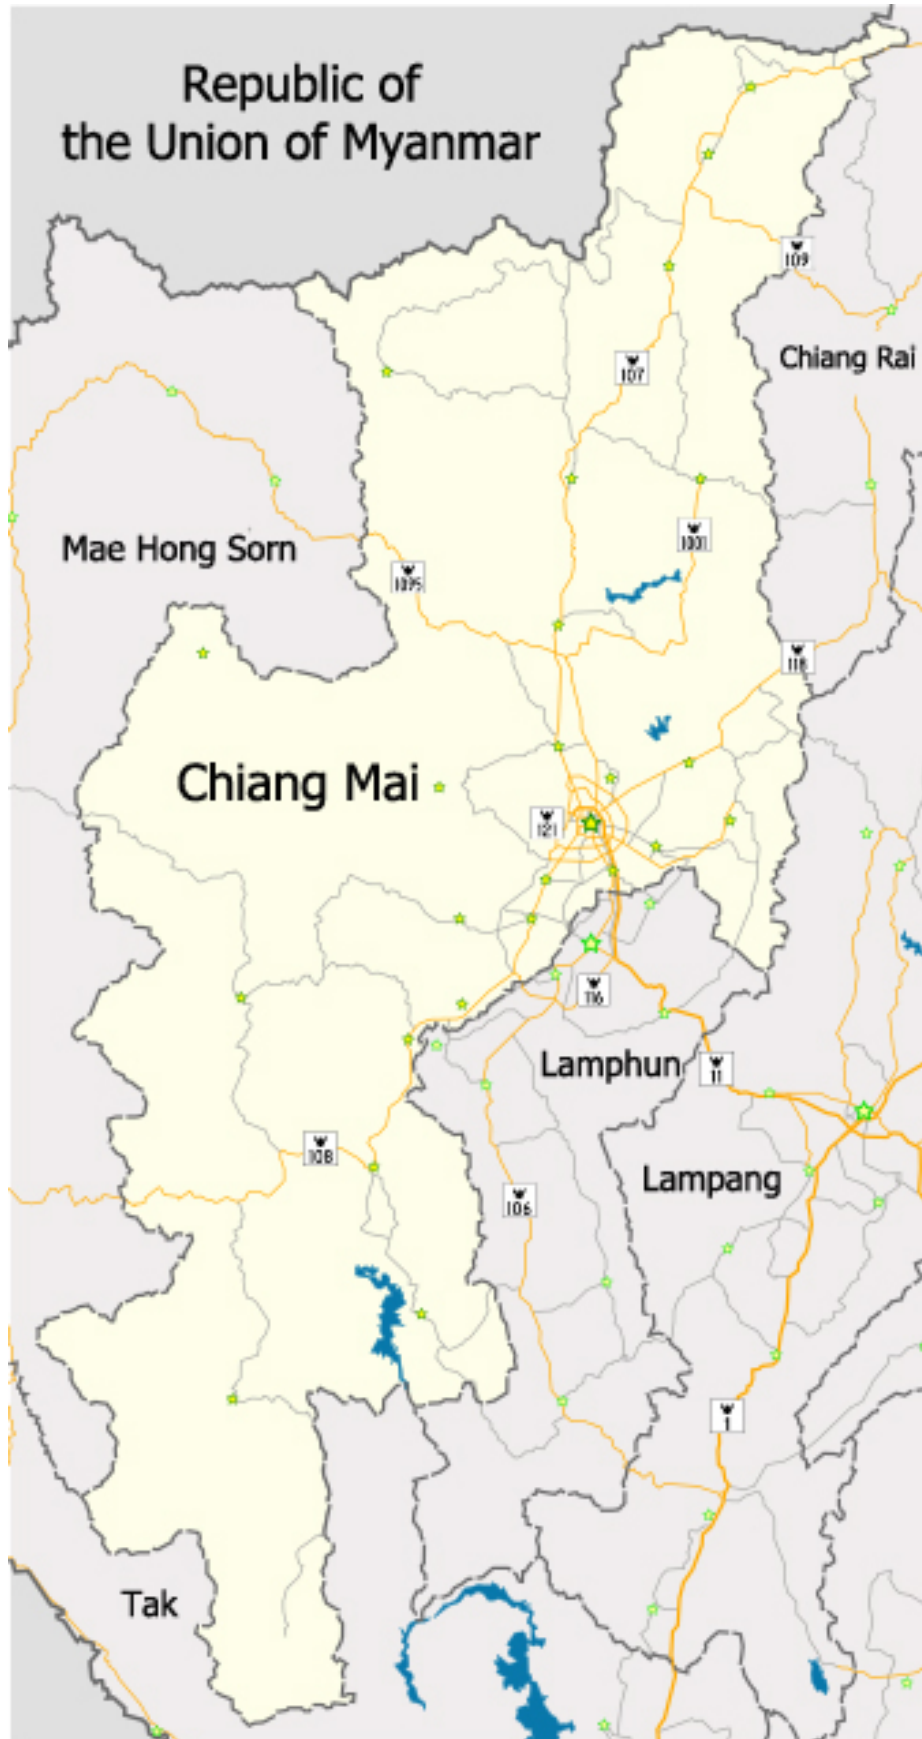 Republic of
the Union of Myanmar
109
Chiang Rai
107
Mae Hong Sorn
1001
1095
118
Chiang Mai
121
116
Lamphun
11
108
Lampang
106
1
Tak